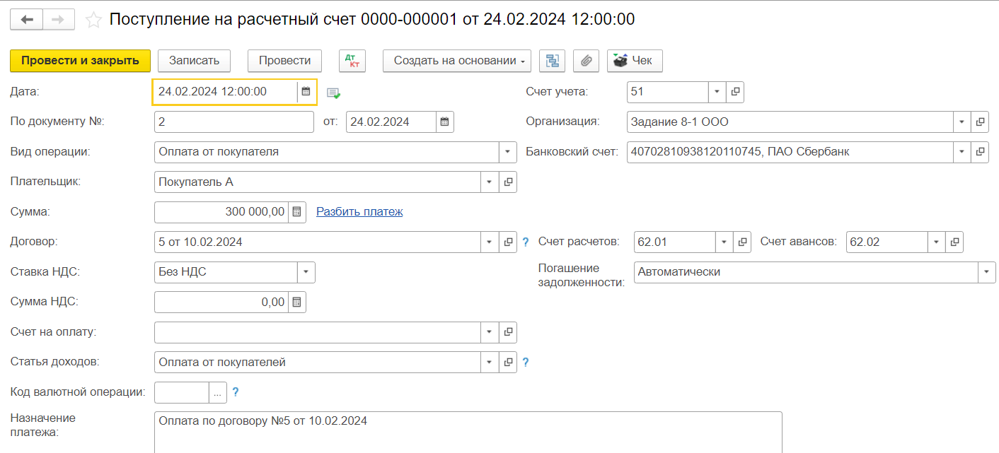 Поступление на расчетный счет 0000-000001 от 24.02.2024 12:00:00
Провести и закрыть Записать Провести Дт Кт Создать на основании Чек
Дата: 24.02.2024 12:00:00 Счет учета: 51
По документу №: 2 от: 24.02.2024 Организация: Задание 8-1 ООО
Вид операции: Оплата от покупателя Банковский счет: 40702810938120110745, ПАО Сбербанк
Плательщик: Покупатель А
Сумма: 300 000,00 Разбить платеж
Договор: 5 от 10.02.2024 ? Счет расчетов: 62.01 Счет авансов: 62.02
Ставка НДС: Без НДС Погашение задолженности: Автоматически
Сумма НДС: 0,00
Счет на оплату:
Статья доходов: Оплата от покупателей ?
Код валютной операции: ... ?
Назначение платежа: Оплата по договору №5 от 10.02.2024